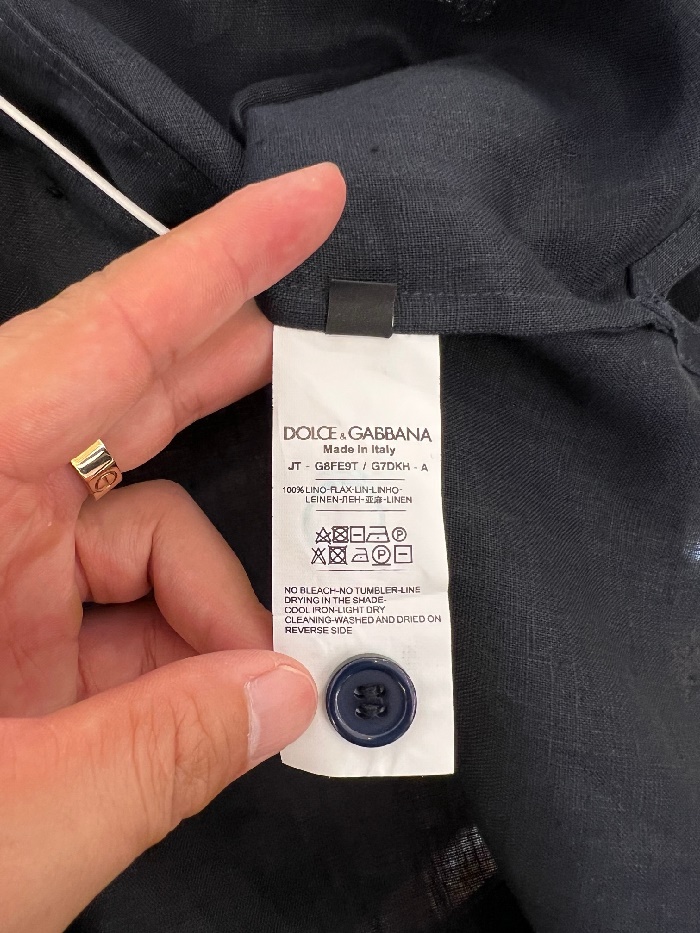 DOLCE & GABBANA
Made in Italy
JT - G8FE9T / G7DKH - A
100%LINO-FLAX-LIN-LINHO-
LEINEN-ЛЕН-亚麻-LINEN
P
P
NO BLEACH-NO TUMBLER-LINE
DRYING IN THE SHADE-
COOL IRON-LIGHT DRY
CLEANING-WASHED AND DRIED ON
REVERSE SIDE